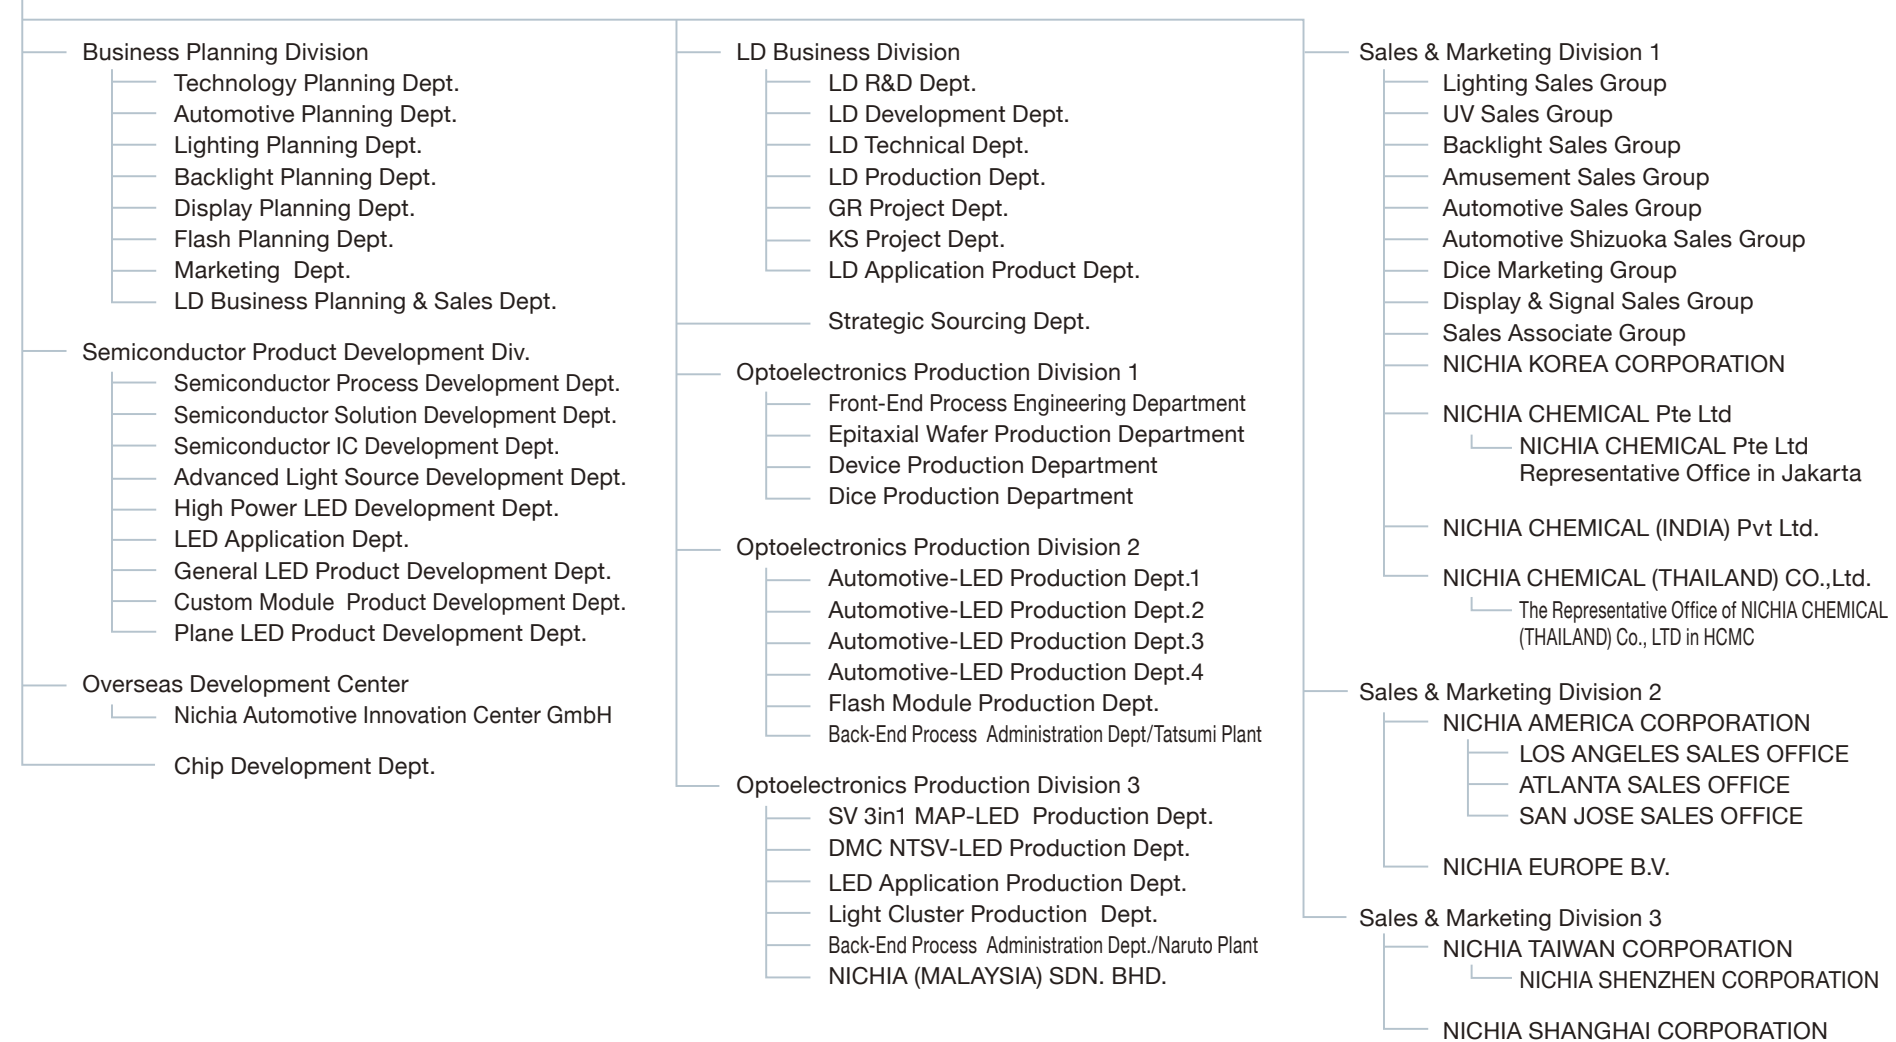 Business Planning Division
Technology Planning Dept.
Automotive Planning Dept.
Lighting Planning Dept.
Backlight Planning Dept.
Display Planning Dept.
Flash Planning Dept.
Marketing Dept.
LD Business Planning & Sales Dept.
Semiconductor Product Development Div.
Semiconductor Process Development Dept.
Semiconductor Solution Development Dept.
Semiconductor IC Development Dept.
Advanced Light Source Development Dept.
High Power LED Development Dept.
LED Application Dept.
General LED Product Development Dept.
Custom Module Product Development Dept.
Plane LED Product Development Dept.
Overseas Development Center
Nichia Automotive Innovation Center GmbH
Chip Development Dept.
LD Business Division
LD R&D Dept.
LD Development Dept.
LD Technical Dept.
LD Production Dept.
GR Project Dept.
KS Project Dept.
LD Application Product Dept.
Strategic Sourcing Dept.
Optoelectronics Production Division 1
Front-End Process Engineering Department
Epitaxial Wafer Production Department
Device Production Department
Dice Production Department
Optoelectronics Production Division 2
Automotive-LED Production Dept.1
Automotive-LED Production Dept.2
Automotive-LED Production Dept.3
Automotive-LED Production Dept.4
Flash Module Production Dept.
Back-End Process Administration Dept/Tatsumi Plant
Optoelectronics Production Division 3
SV 3in1 MAP-LED Production Dept.
DMC NTSV-LED Production Dept.
LED Application Production Dept.
Light Cluster Production Dept.
Back-End Process Administration Dept./Naruto Plant
NICHIA (MALAYSIA) SDN. BHD.
Sales & Marketing Division 1
Lighting Sales Group
UV Sales Group
Backlight Sales Group
Amusement Sales Group
Automotive Sales Group
Automotive Shizuoka Sales Group
Dice Marketing Group
Display & Signal Sales Group
Sales Associate Group
NICHIA KOREA CORPORATION
NICHIA CHEMICAL Pte Ltd
NICHIA CHEMICAL Pte Ltd
Representative Office in Jakarta
NICHIA CHEMICAL (INDIA) Pvt Ltd.
NICHIA CHEMICAL (THAILAND) CO.,Ltd.
The Representative Office of NICHIA CHEMICAL
(THAILAND) Co., LTD in HCMC
Sales & Marketing Division 2
NICHIA AMERICA CORPORATION
LOS ANGELES SALES OFFICE
ATLANTA SALES OFFICE
SAN JOSE SALES OFFICE
NICHIA EUROPE B.V.
Sales & Marketing Division 3
NICHIA TAIWAN CORPORATION
NICHIA SHENZHEN CORPORATION
NICHIA SHANGHAI CORPORATION